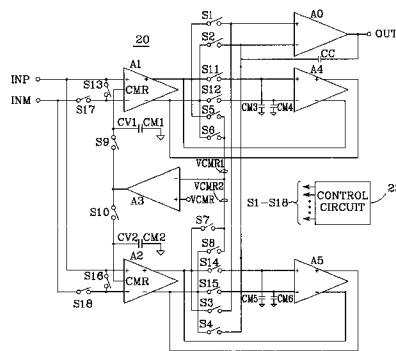 20
S1
S2
A0
OUT
CC
INP
INM
S13
S17
A1
CMR
S11
S12
S5
S6
A4
CM3
CM4
CV1
CM1
S9
VCMR1
VCMR2
VCMR
A3
S10
S7
S8
S1-S18
CONTROL
CIRCUIT
CV2
CM2
S16
S18
A2
CMR
S14
S15
S3
S4
A5
CM5
CM6